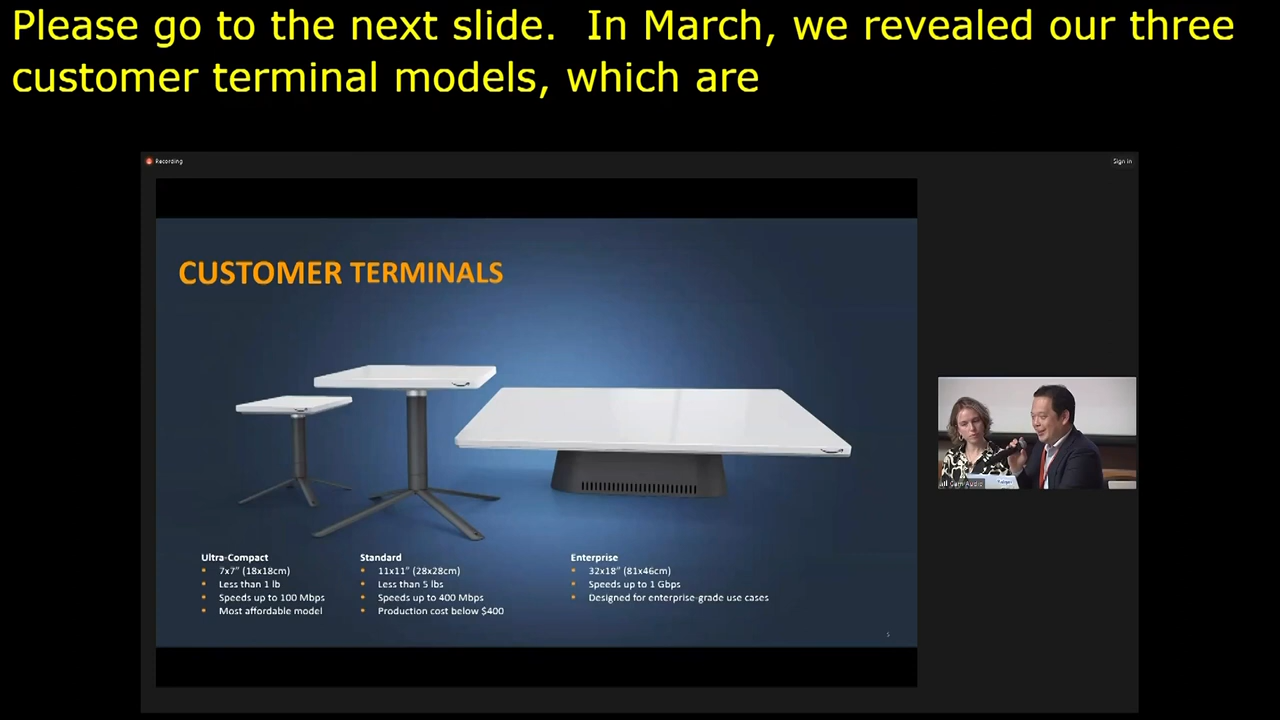 Please go to the next slide.  In March, we revealed our three
customer terminal models, which are
Recording
Sign in
CUSTOMER TERMINALS
Ultra-Compact
• 7x7" (18x18cm)
• Less than 1 lb
• Speeds up to 100 Mbps
• Most affordable model
Standard
• 11x11" (28x28cm)
• Less than 5 lbs
• Speeds up to 400 Mbps
• Production cost below $400
Enterprise
• 32x18" (81x46cm)
• Speeds up to 1 Gbps
• Designed for enterprise-grade use cases
5